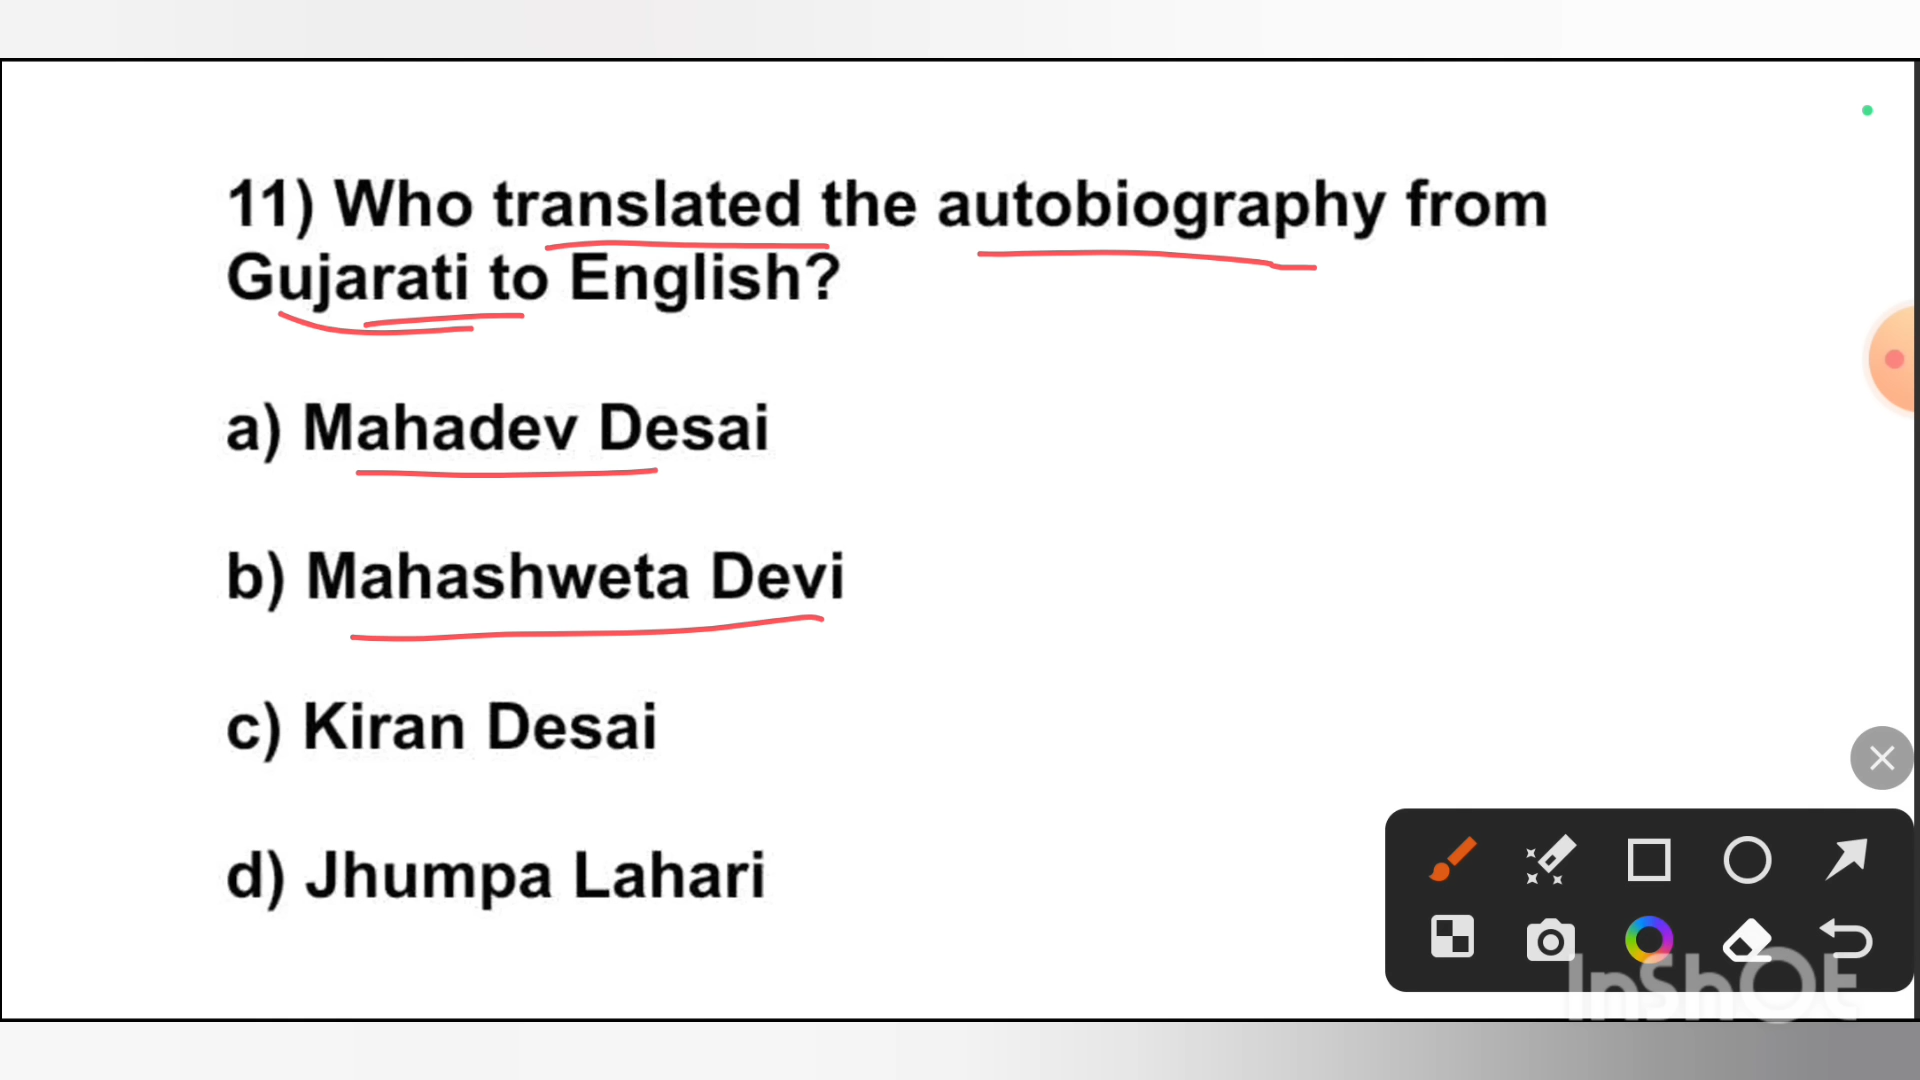 11) Who translated the autobiography from
Gujarati to English?
a) Mahadev Desai
b) Mahashweta Devi
c) Kiran Desai
d) Jhumpa Lahari
InShOt